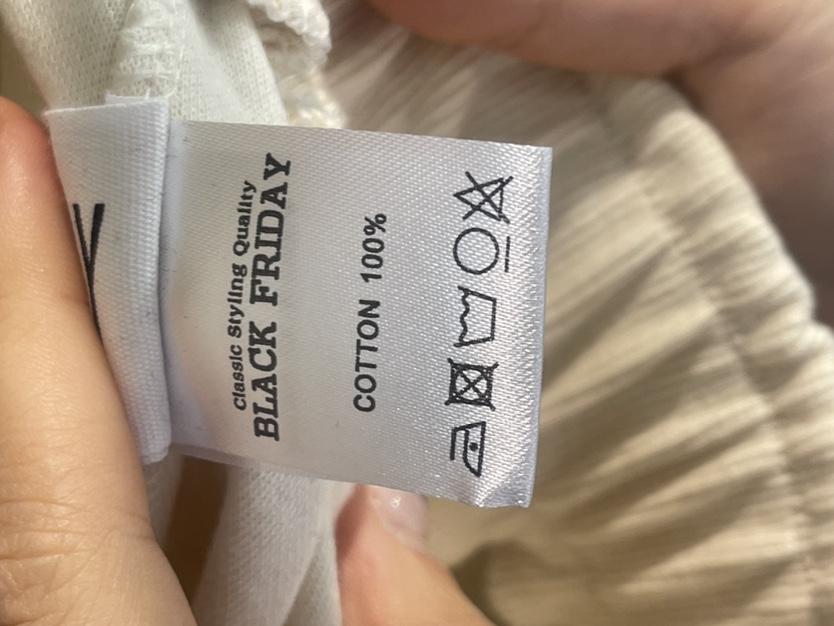 Classic Styling Quality
BLACK FRIDAY
COTTON 100%